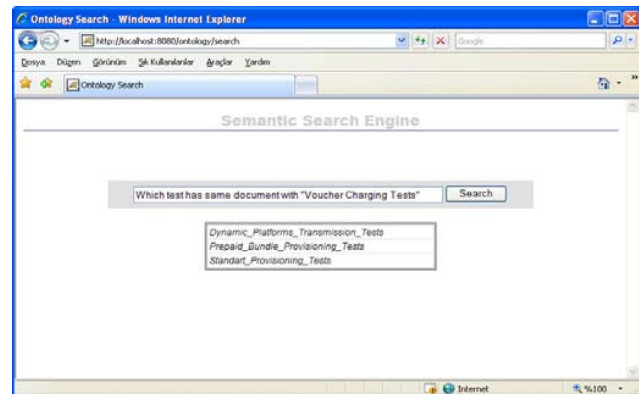 Ontology Search - Windows Internet Explorer
http://localhost:8080/ontology/search
Google
Dosya Düzen Görünüm Sık Kullanılanlar Araçlar Yardım
Ontology Search
Semantic Search Engine
Which test has same document with "Voucher Charging Tests" Search
Dynamic_Platforms_Transmission_Tests
Prepaid_Bundle_Provisioning_Tests
Standart_Provisioning_Tests
Internet %100